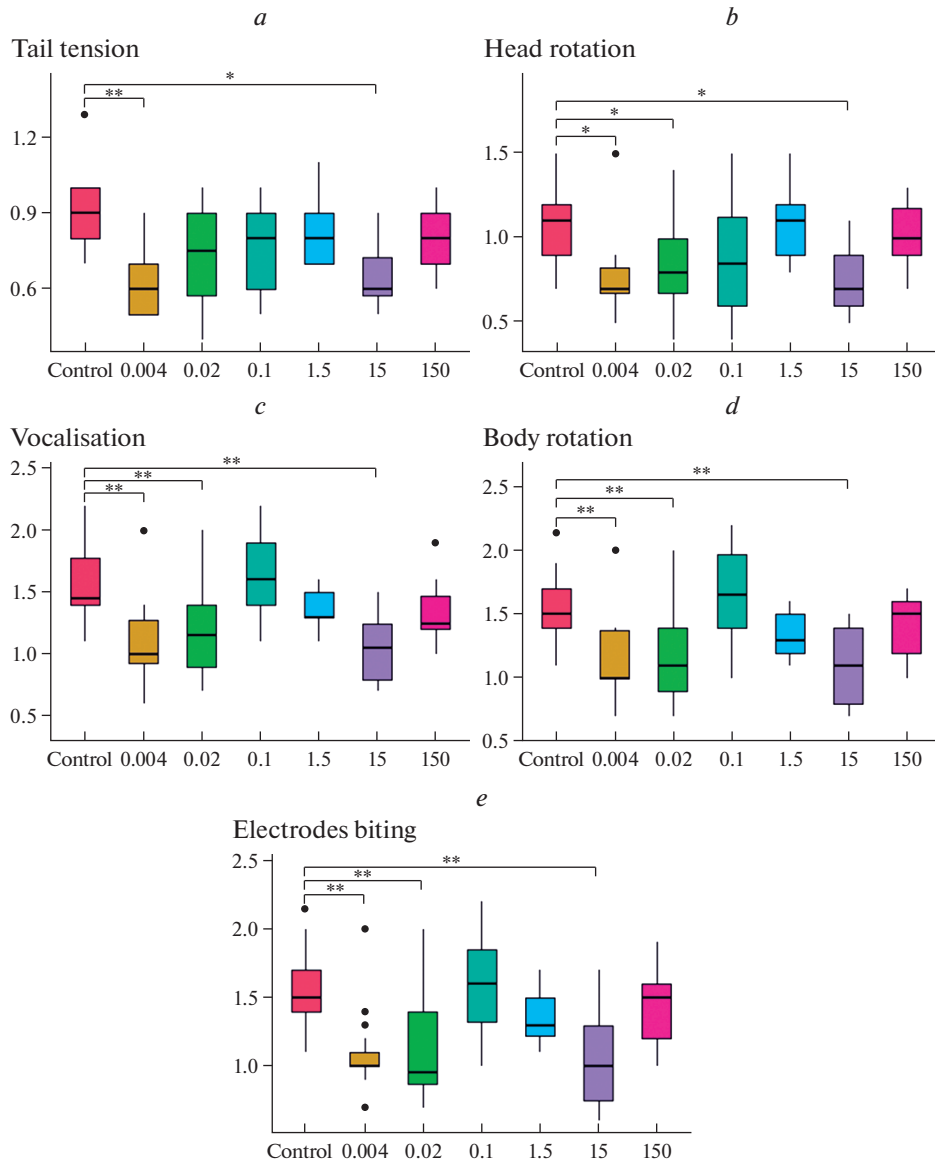 a
Tail tension
*
**
1.2
0.9
0.6
Control 0.004 0.02 0.1 1.5 15 150
b
Head rotation
*
*
*
1.5
1.0
0.5
Control 0.004 0.02 0.1 1.5 15 150
c
Vocalisation
2.5
**
**
**
2.0
1.5
1.0
0.5
Control 0.004 0.02 0.1 1.5 15 150
d
Body rotation
2.5
**
**
**
2.0
1.5
1.0
0.5
Control 0.004 0.02 0.1 1.5 15 150
e
Electrodes biting
2.5
**
**
**
2.0
1.5
1.0
Control 0.004 0.02 0.1 1.5 15 150